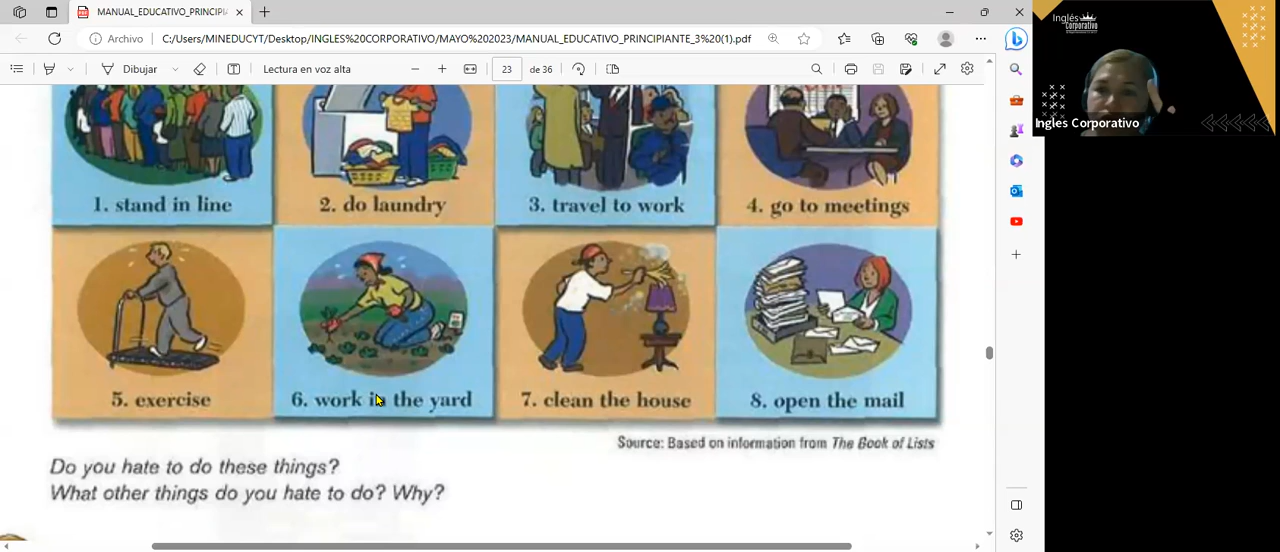 MANUAL_EDUCATIVO_PRINCIPIA
Archivo
C:/Users/MINEDUCYT/Desktop/INGLES%20CORPORATIVO/MAYO%202023/MANUAL_EDUCATIVO_PRINCIPIANTE_3%20(1).pdf
Dibujar
Lectura en voz alta
23
de 36
Inglés
Corporativo
Ingles Corporativo
1. stand in line
2. do laundry
3. travel to work
4. go to meetings
5. exercise
6. work in the yard
7. clean the house
8. open the mail
Source: Based on information from The Book of Lists
Do you hate to do these things?
What other things do you hate to do? Why?